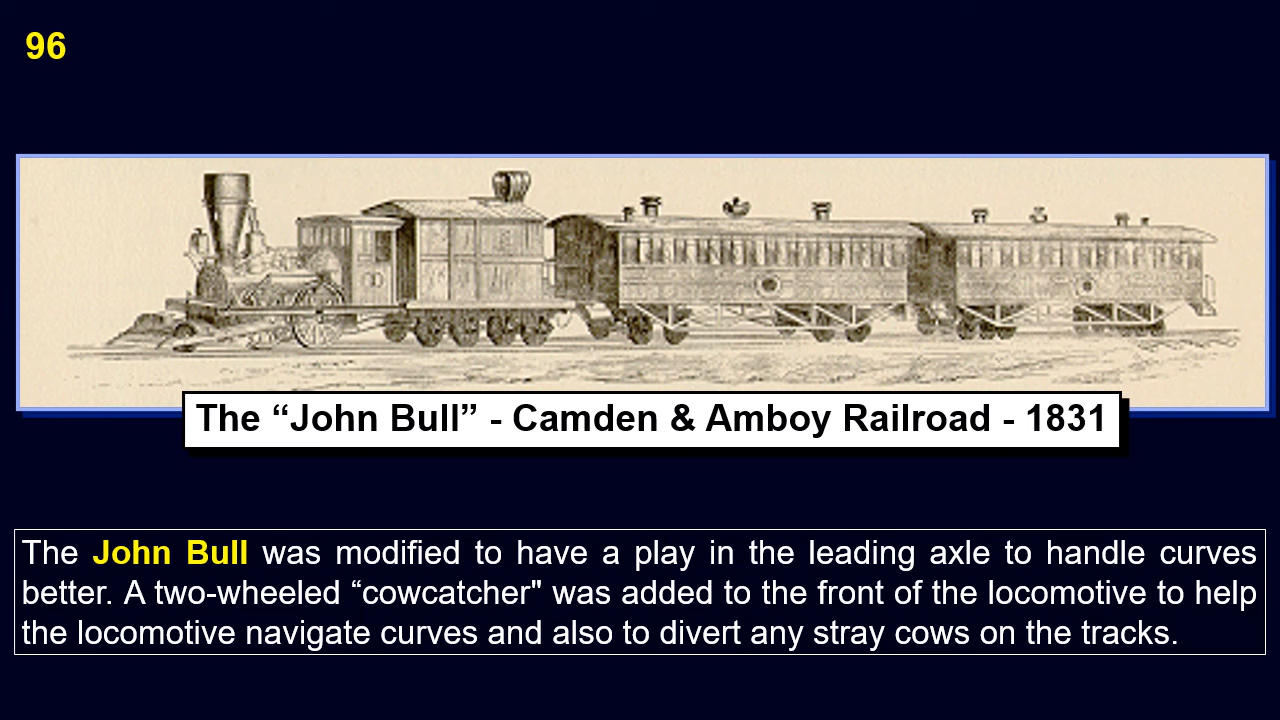 96
The “John Bull” - Camden & Amboy Railroad - 1831
The John Bull was modified to have a play in the leading axle to handle curves
better. A two-wheeled “cowcatcher" was added to the front of the locomotive to help
the locomotive navigate curves and also to divert any stray cows on the tracks.